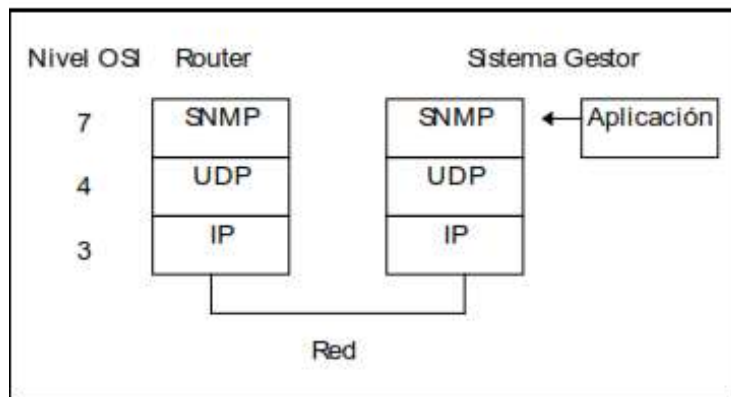 Nivel OSI Router Sistema Gestor
7 SNMP SNMP Aplicación
4 UDP UDP
3 IP IP
Red